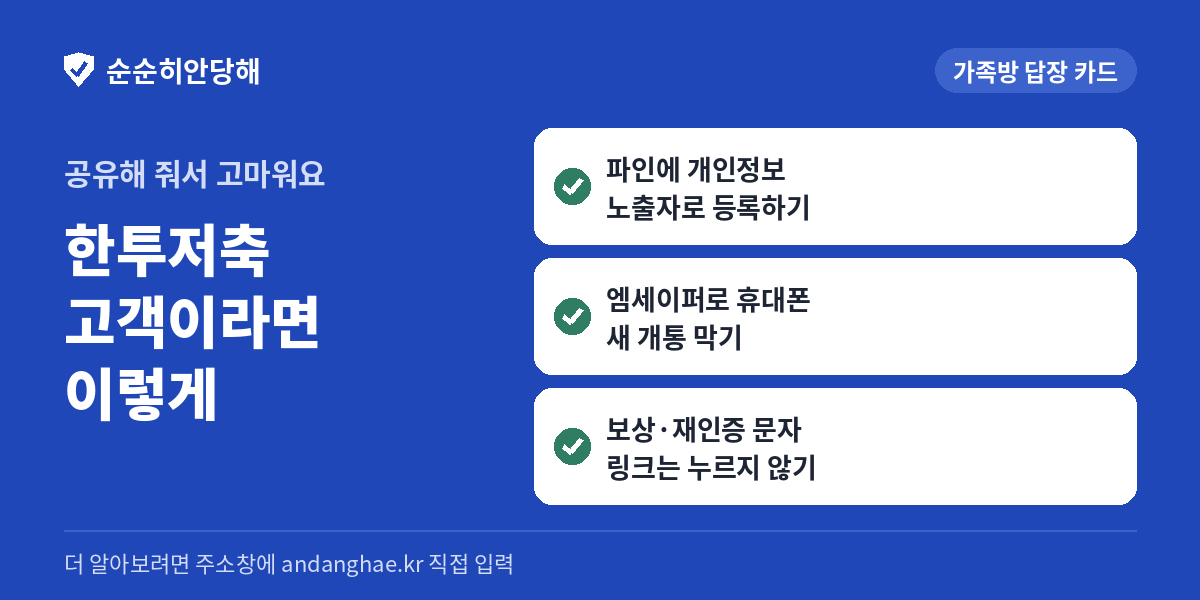 순순히안당해
가족방 답장 카드
공유해 줘서 고마워요
한투저축
고객이라면
이렇게
파인에 개인정보
노출자로 등록하기
엠세이퍼로 휴대폰
새 개통 막기
보상·재인증 문자
링크는 누르지 않기
더 알아보려면 주소창에 andanghae.kr 직접 입력